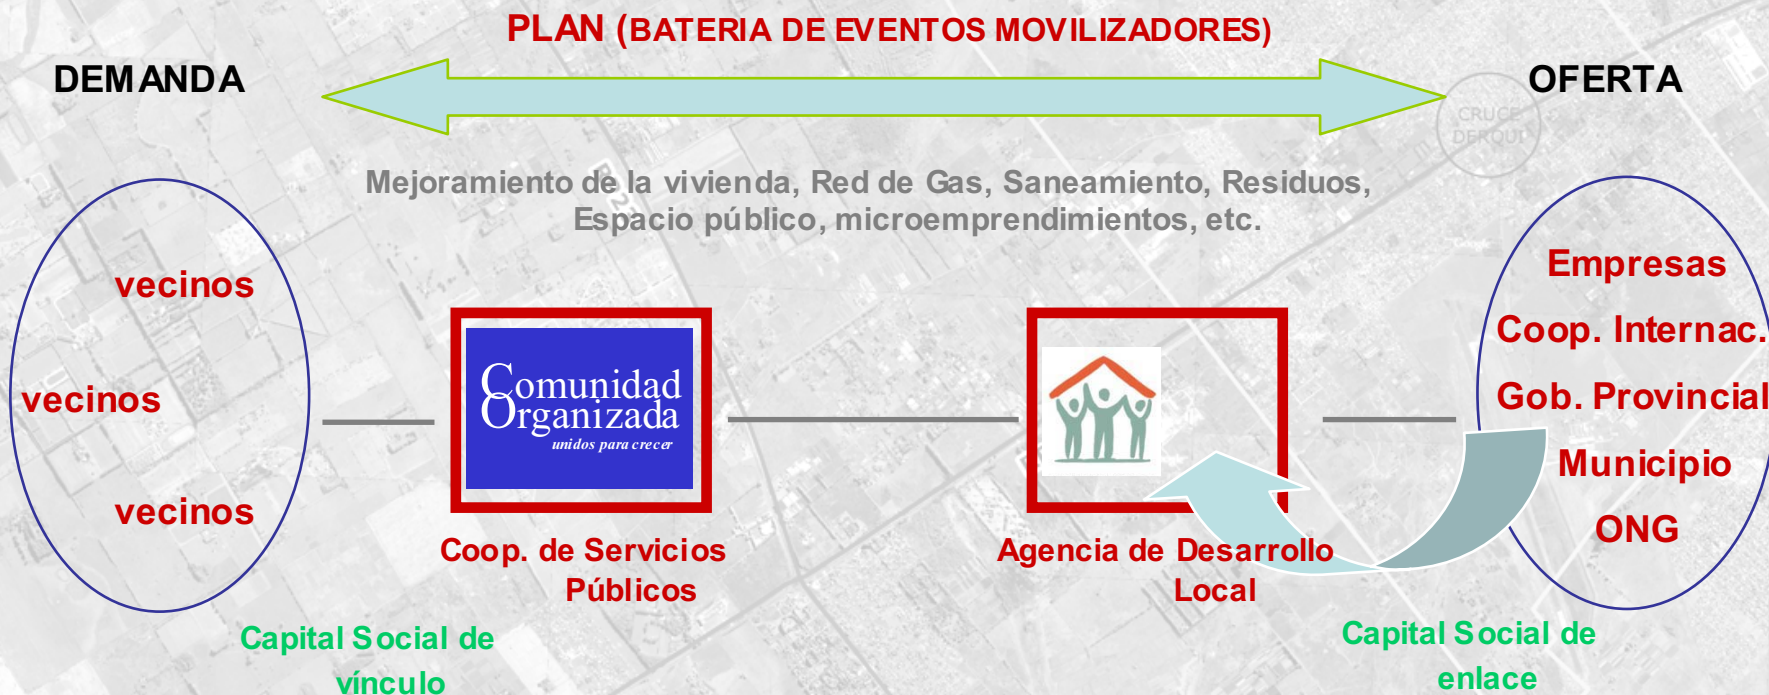 PLAN (BATERIA DE EVENTOS MOVILIZADORES)
DEMANDA
OFERTA
CRUCE
DERQUI
Mejoramiento de la vivienda, Red de Gas, Saneamiento, Residuos,
Espacio público, microemprendimientos, etc.
vecinos
vecinos
vecinos
Comunidad
Organizada
unidos para crecer
Coop. de Servicios
Públicos
Agencia de Desarrollo
Local
Empresas
Coop. Internac.
Gob. Provincial
Municipio
ONG
Capital Social de
vínculo
Capital Social de
enlace